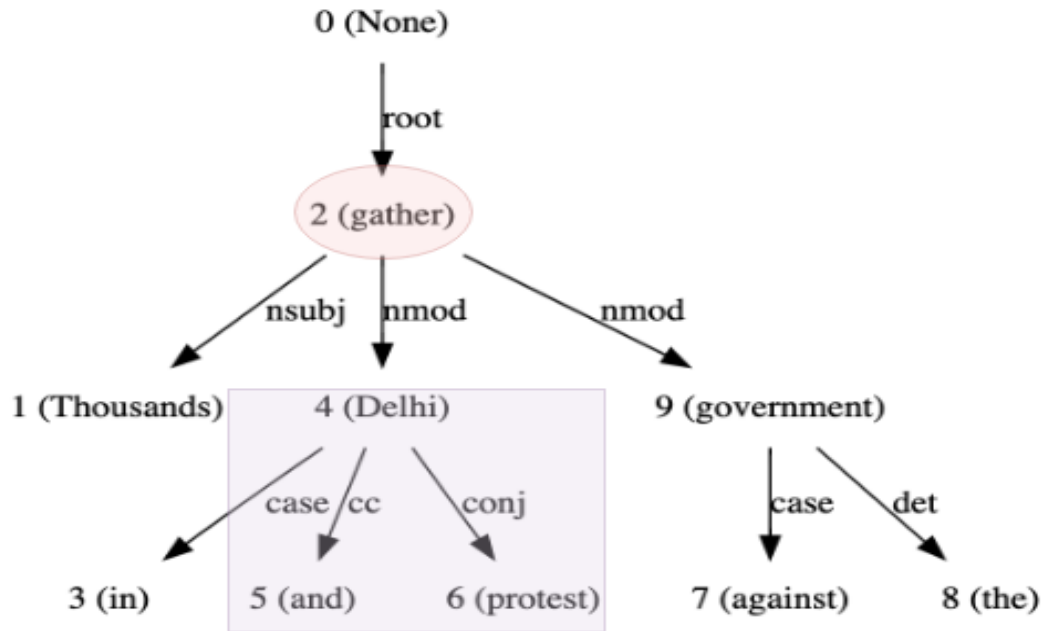 0 (None)
root
2 (gather)
nsubj nmod nmod
1 (Thousands) 4 (Delhi) 9 (government)
case cc conj case det
3 (in) 5 (and) 6 (protest) 7 (against) 8 (the)